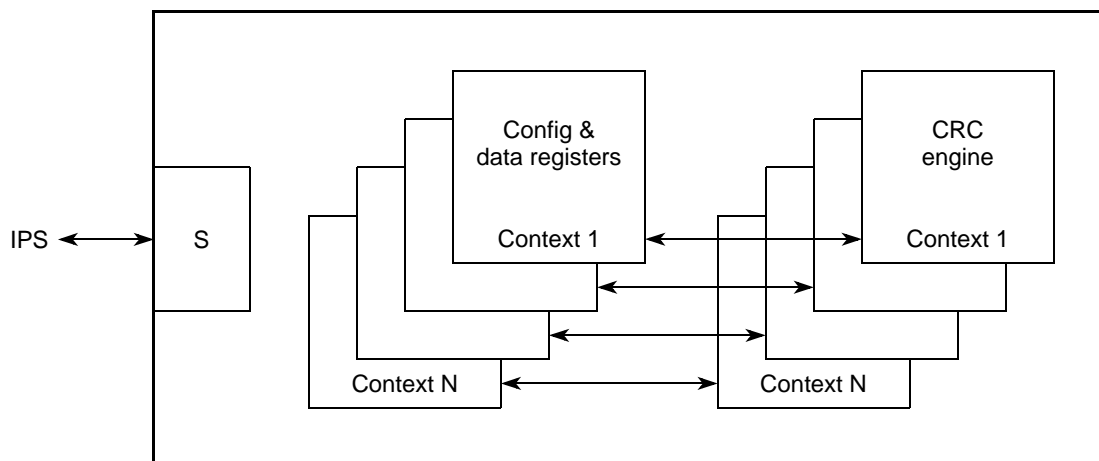 Config &
data registers
CRC
engine
IPS
S
Context 1
Context 1
Context N
Context N